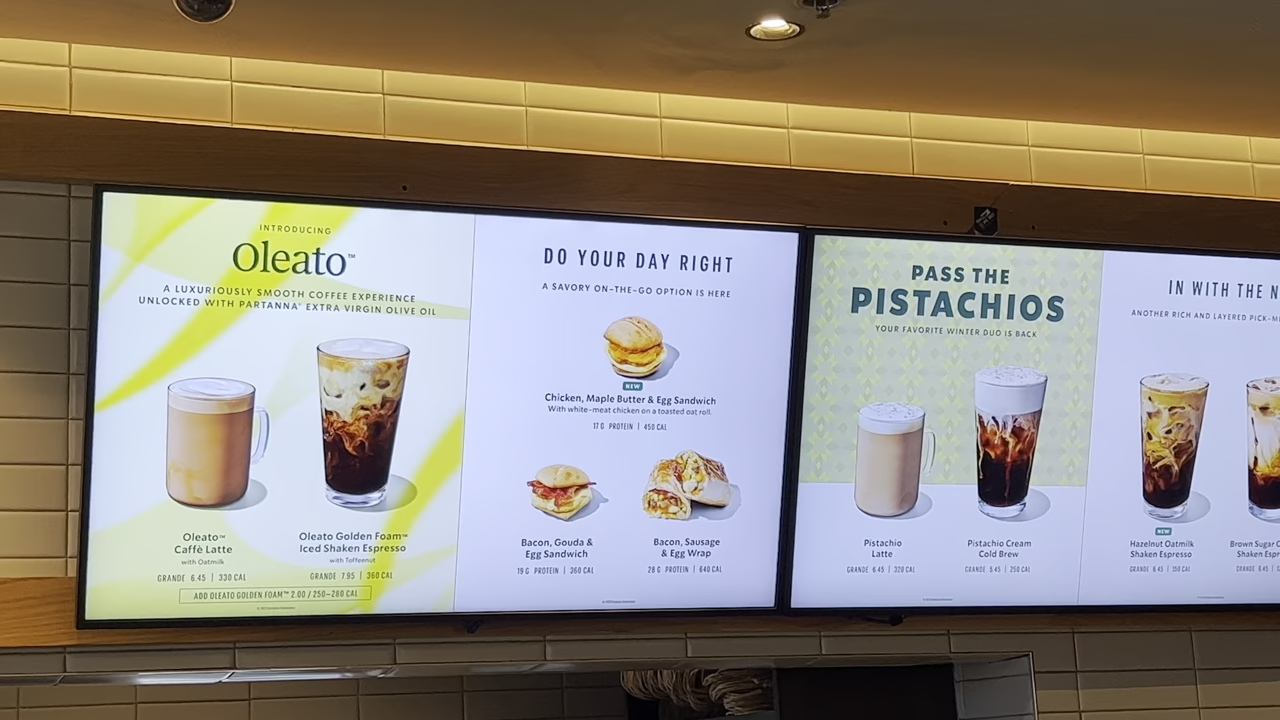 INTRODUCING
Oleato™
A LUXURIOUSLY SMOOTH COFFEE EXPERIENCE
UNLOCKED WITH PARTANNA® EXTRA VIRGIN OLIVE OIL
Oleato™
Caffè Latte
with Oatmilk
GRANDE 6.45 | 330 CAL
Oleato Golden Foam™
Iced Shaken Espresso
with Toffeenut
GRANDE 7.95 | 360 CAL
ADD OLEATO GOLDEN FOAM™ 2.00 / 250–280 CAL
DO YOUR DAY RIGHT
A SAVORY ON-THE-GO OPTION IS HERE
NEW
Chicken, Maple Butter & Egg Sandwich
With white-meat chicken on a toasted oat roll.
17 G PROTEIN | 450 CAL
Bacon, Gouda &
Egg Sandwich
19 G PROTEIN | 360 CAL
Bacon, Sausage
& Egg Wrap
28 G PROTEIN | 640 CAL
PASS THE
PISTACHIOS
YOUR FAVORITE WINTER DUO IS BACK
Pistachio
Latte
GRANDE 6.45 | 320 CAL
Pistachio Cream
Cold Brew
GRANDE 5.45 | 250 CAL
IN WITH THE N
ANOTHER RICH AND LAYERED PICK-M
NEW
Hazelnut Oatmilk
Shaken Espresso
GRANDE 6.45 | 150 CAL
Brown Sugar O
Shaken Espr
GRANDE 6.45 |